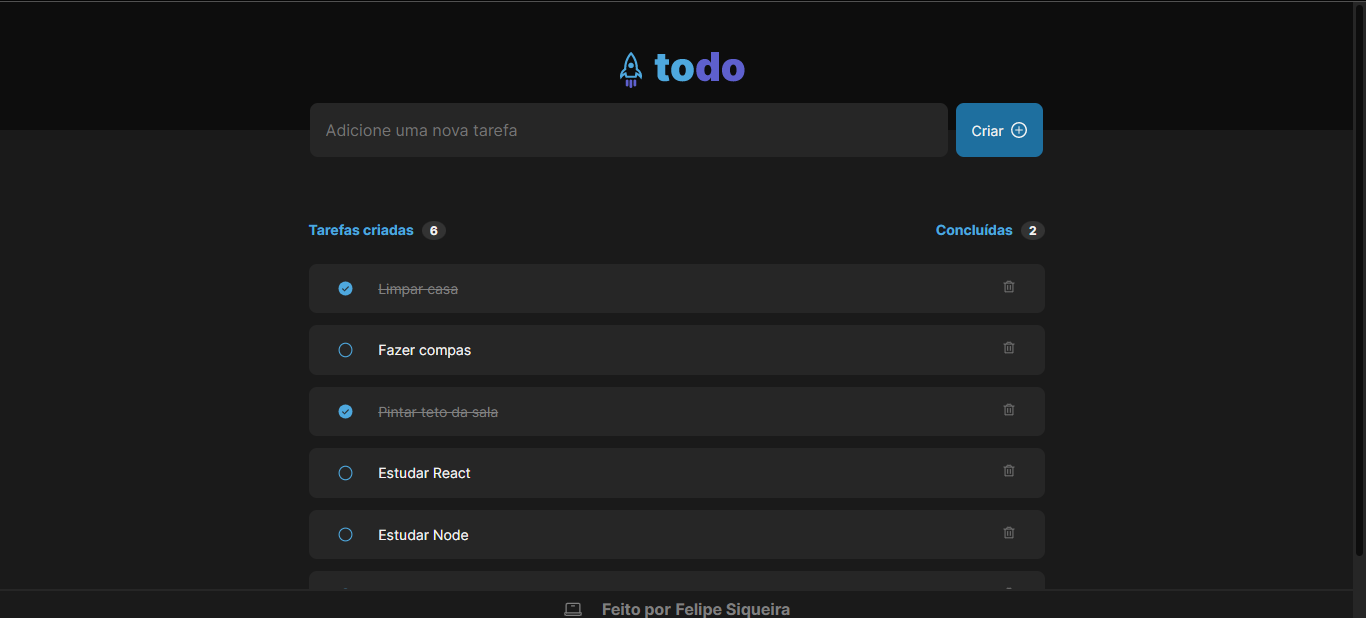 todo
Adicione uma nova tarefa
Criar
Tarefas criadas 6
Concluídas 2
Limpar casa
Fazer compas
Pintar teto da sala
Estudar React
Estudar Node
Feito por Felipe Siqueira